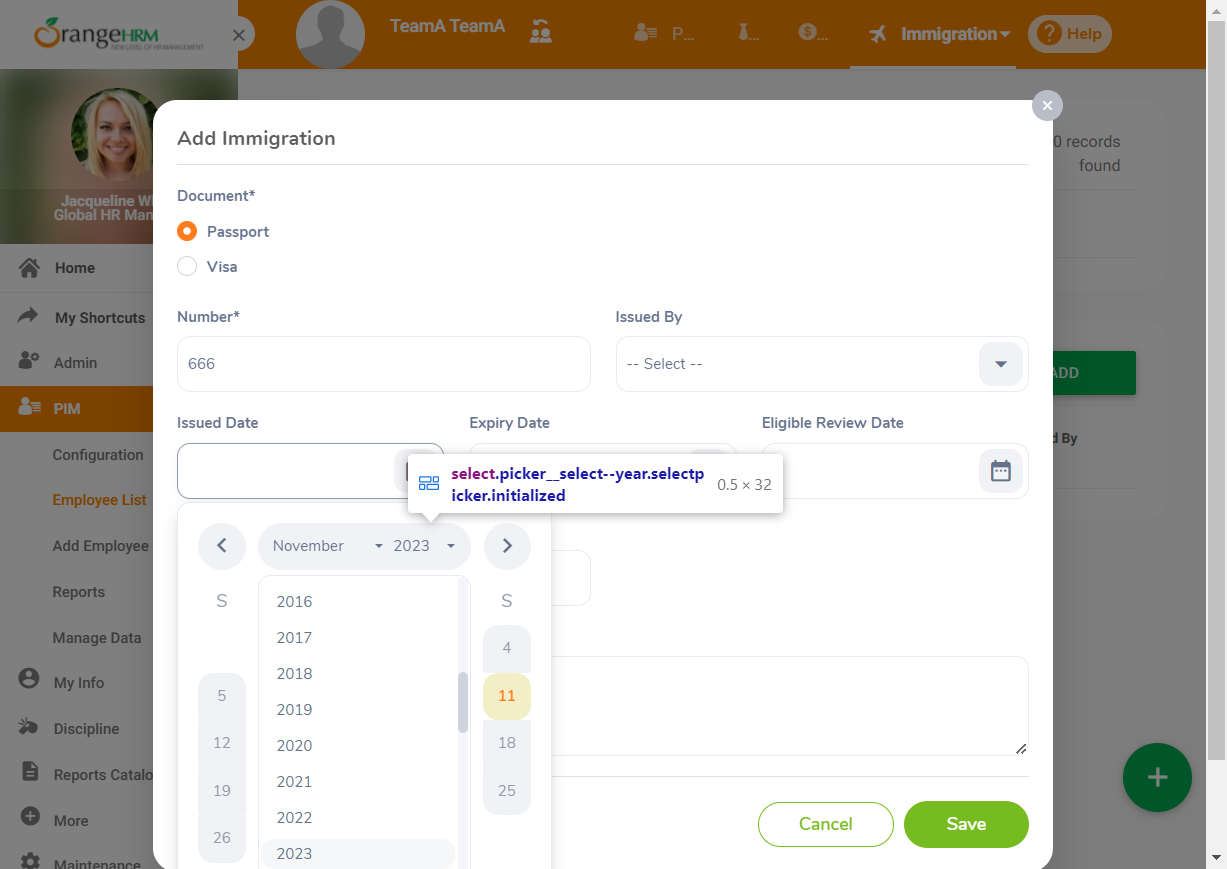 OrangeHRM
NEW LEVEL OF HR MANAGEMENT
TeamA TeamA
P...
...
$...
Immigration
? Help
Jacqueline W
Global HR Man
Home
My Shortcuts
Admin
PIM
Configuration
Employee List
Add Employee
Reports
Manage Data
My Info
Discipline
Reports Catalo
More
Maintenance
0 records
found
ADD
d By
Add Immigration
Document*
Passport
Visa
Number*
Issued By
666
-- Select --
Issued Date
Expiry Date
Eligible Review Date
select.picker__select--year.selectp
icker.initialized
0.5 × 32
November
2023
S
S
2016
2017
2018
2019
2020
2021
2022
2023
5
12
19
26
4
11
18
25
Cancel
Save